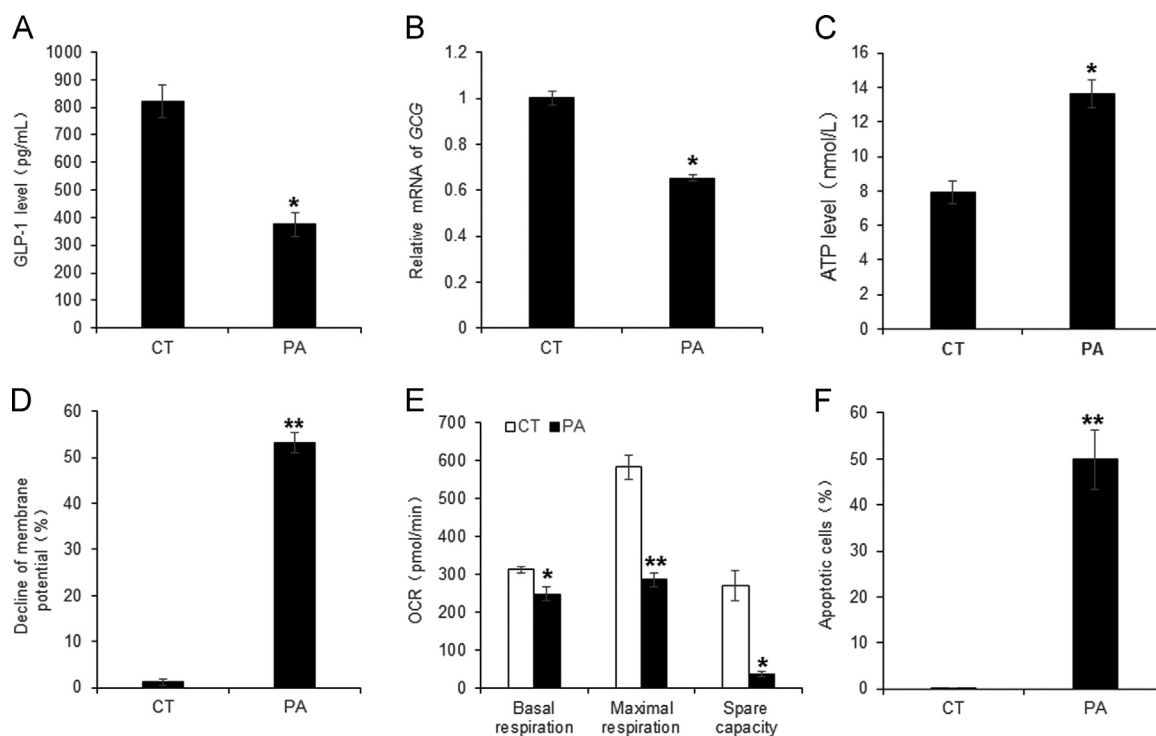 A
GLP-1 level (pg/mL)
1000
900
800
700
600
500
400
300
200
100
0
*
CT PA
B
Relative mRNA of GCG
1.2
1
0.8
0.6
0.4
0.2
0
*
CT PA
C
ATP level (nmol/L)
16
14
12
10
8
6
4
2
0
*
CT PA
D
Decline of membrane
potential (%)
60
50
40
30
20
10
0
**
CT PA
E
OCR (pmol/min)
700
600
500
400
300
200
100
0
CT PA
*
**
*
Basal Maximal Spare
respiration respiration capacity
F
Apoptotic cells (%)
60
50
40
30
20
10
0
**
CT PA